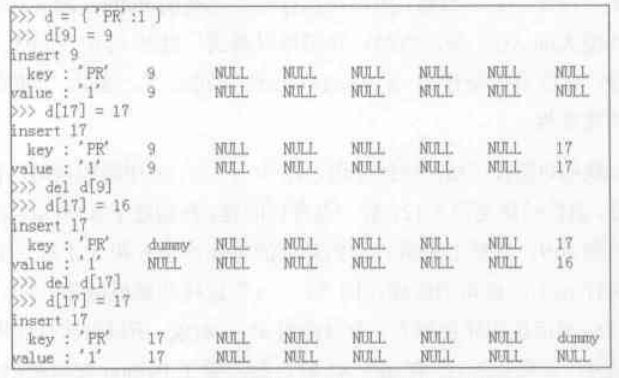 >>> d = { 'PR':1 }
>>> d[9] = 9
insert 9
key : 'PR' 9 NULL NULL NULL NULL NULL NULL
value : '1' 9 NULL NULL NULL NULL NULL NULL
>>> d[17] = 17
insert 17
key : 'PR' 9 NULL NULL NULL NULL NULL 17
value : '1' 9 NULL NULL NULL NULL NULL 17
>>> del d[9]
>>> d[17] = 16
insert 17
key : 'PR' dummy NULL NULL NULL NULL NULL 17
value : '1' NULL NULL NULL NULL NULL NULL 16
>>> del d[17]
>>> d[17] = 17
insert 17
key : 'PR' 17 NULL NULL NULL NULL NULL dummy
value : '1' 17 NULL NULL NULL NULL NULL NULL